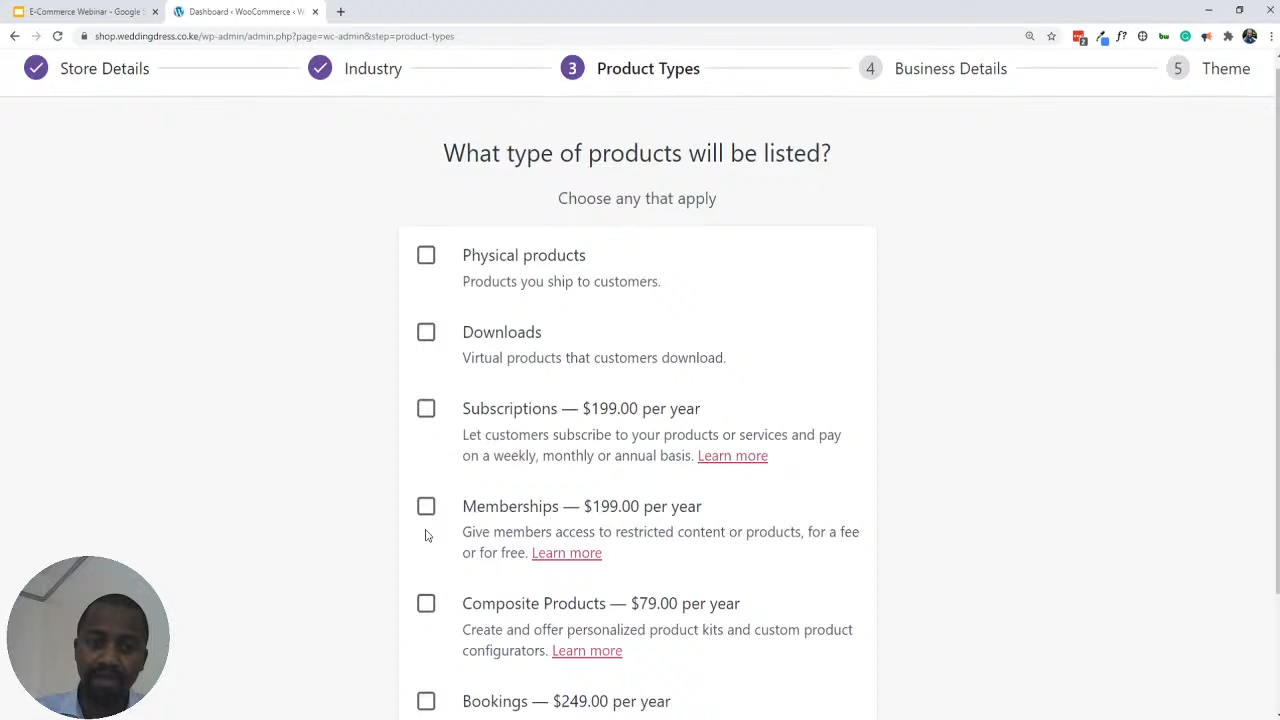 E-Commerce Webinar - Google S
Dashboard ‹ WooCommerce ‹ W
shop.weddingdress.co.ke/wp-admin/admin.php?page=wc-admin&step=product-types
Store Details
Industry
3 Product Types
4 Business Details
5 Theme
What type of products will be listed?
Choose any that apply
Physical products
Products you ship to customers.
Downloads
Virtual products that customers download.
Subscriptions — $199.00 per year
Let customers subscribe to your products or services and pay
on a weekly, monthly or annual basis. Learn more
Memberships — $199.00 per year
Give members access to restricted content or products, for a fee
or for free. Learn more
Composite Products — $79.00 per year
Create and offer personalized product kits and custom product
configurators. Learn more
Bookings — $249.00 per year